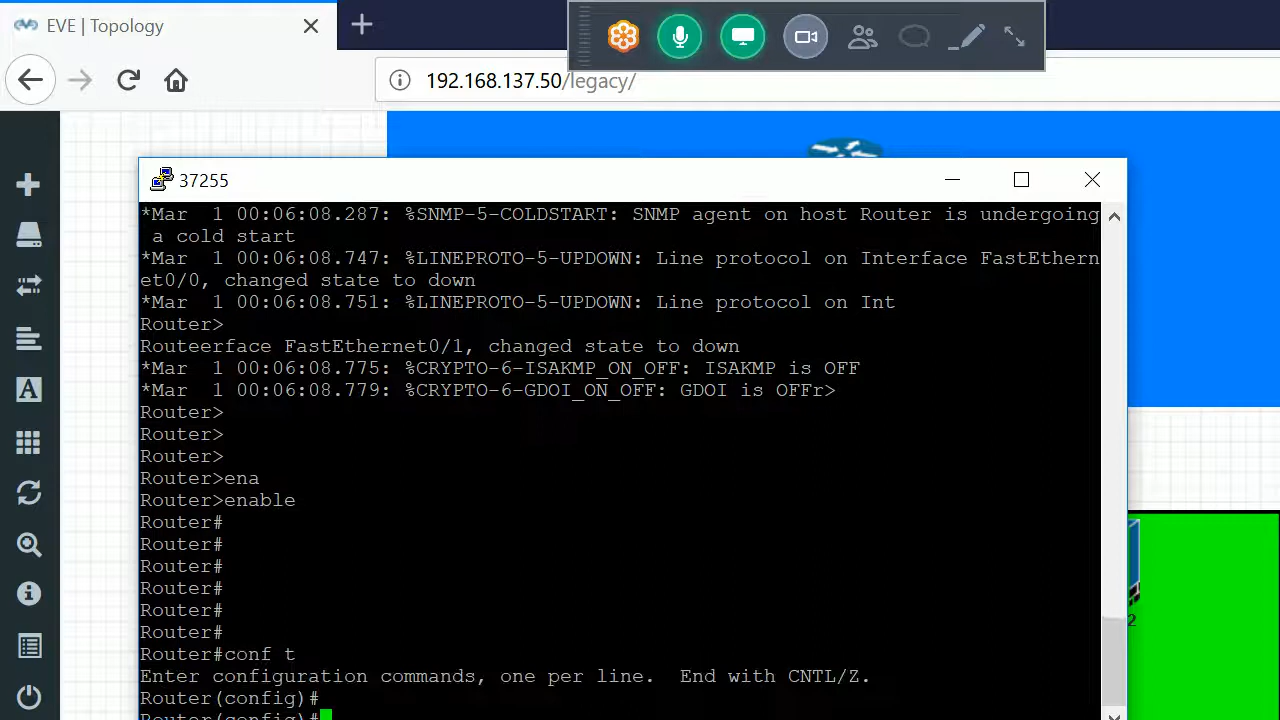 EVE | Topology
192.168.137.50/legacy/
37255
*Mar  1 00:06:08.287: %SNMP-5-COLDSTART: SNMP agent on host Router is undergoing
 a cold start
*Mar  1 00:06:08.747: %LINEPROTO-5-UPDOWN: Line protocol on Interface FastEthern
et0/0, changed state to down
*Mar  1 00:06:08.751: %LINEPROTO-5-UPDOWN: Line protocol on Int
Router>
Routeerface FastEthernet0/1, changed state to down
*Mar  1 00:06:08.775: %CRYPTO-6-ISAKMP_ON_OFF: ISAKMP is OFF
*Mar  1 00:06:08.779: %CRYPTO-6-GDOI_ON_OFF: GDOI is OFFr>
Router>
Router>
Router>
Router>ena
Router>enable
Router#
Router#
Router#
Router#
Router#
Router#
Router#conf t
Enter configuration commands, one per line.  End with CNTL/Z.
Router(config)#
Router(config)#
2